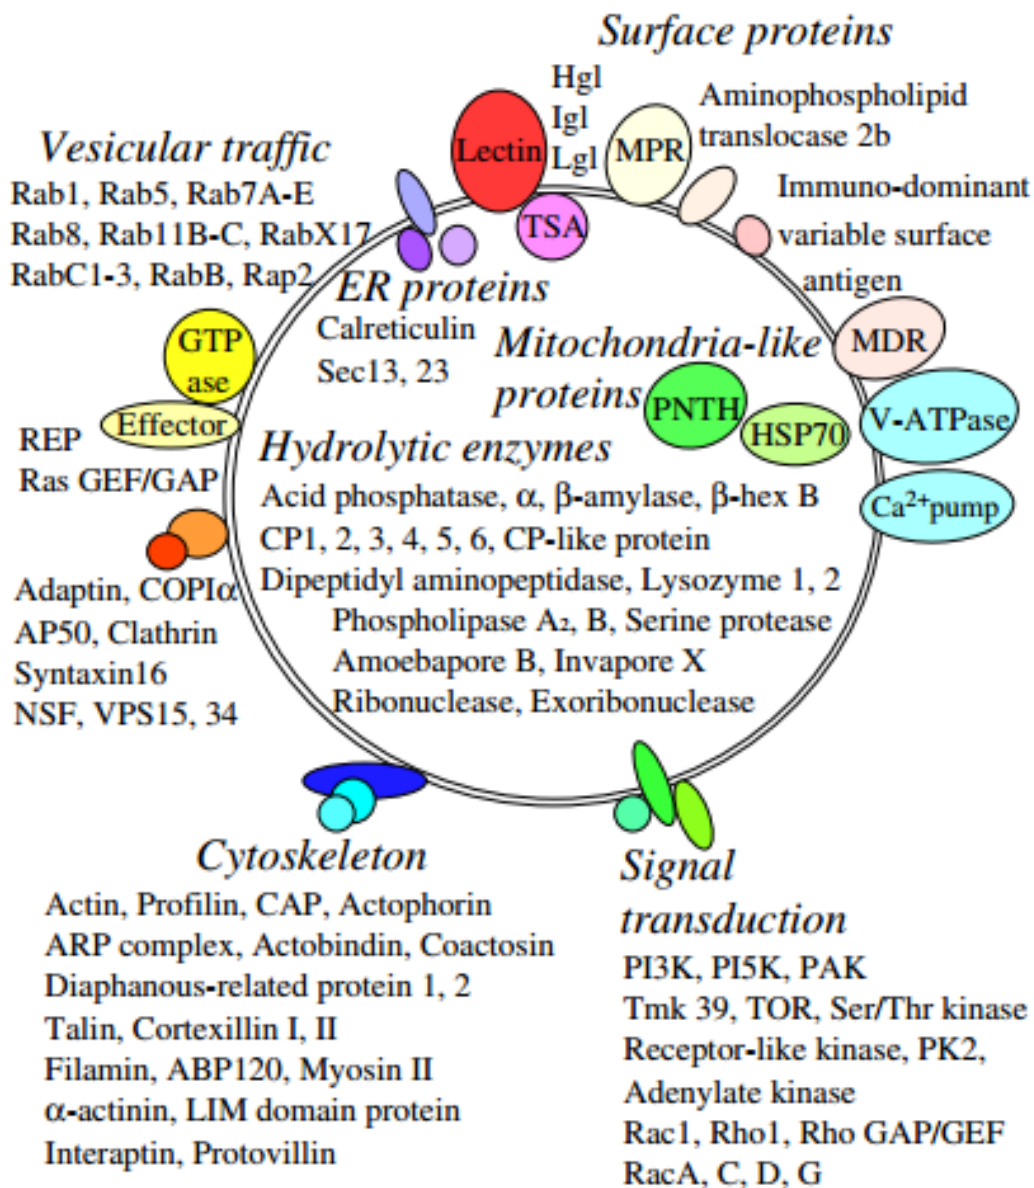 Surface proteins
Lectin
Hgl
Igl
Lgl
MPR
Aminophospholipid
translocase 2b
TSA
Immuno-dominant
variable surface
antigen
Vesicular traffic
Rab1, Rab5, Rab7A-E
Rab8, Rab11B-C, RabX17
RabC1-3, RabB, Rap2
ER proteins
Calreticulin
Sec13, 23
Mitochondria-like
proteins
PNTH
HSP70
MDR
V-ATPase
Ca²⁺pump
GTP
ase
Effector
REP
Ras GEF/GAP
Hydrolytic enzymes
Acid phosphatase, α, β-amylase, β-hex B
CP1, 2, 3, 4, 5, 6, CP-like protein
Dipeptidyl aminopeptidase, Lysozyme 1, 2
Phospholipase A₂, B, Serine protease
Amoebapore B, Invapore X
Ribonuclease, Exoribonuclease
Adaptin, COPIα
AP50, Clathrin
Syntaxin16
NSF, VPS15, 34
Cytoskeleton
Actin, Profilin, CAP, Actophorin
ARP complex, Actobindin, Coactosin
Diaphanous-related protein 1, 2
Talin, Cortexillin I, II
Filamin, ABP120, Myosin II
α-actinin, LIM domain protein
Interaptin, Protovillin
Signal
transduction
PI3K, PI5K, PAK
Tmk 39, TOR, Ser/Thr kinase
Receptor-like kinase, PK2,
Adenylate kinase
Rac1, Rho1, Rho GAP/GEF
RacA, C, D, G